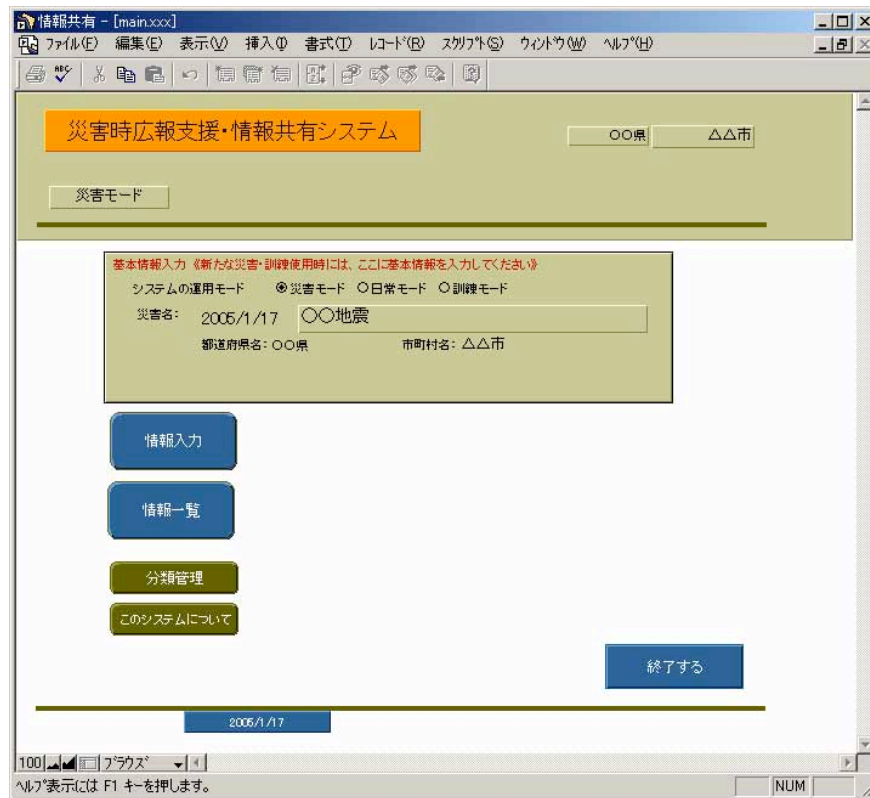 情報共有 - [main.xxx]
ファイル(F) 編集(E) 表示(V) 挿入(I) 書式(T) レコード(R) スクリプト(S) ウィンドウ(W) ヘルプ(H)
ABC
災害時広報支援・情報共有システム
○○県 △△市
災害モード
基本情報入力 《新たな災害・訓練使用時には、ここに基本情報を入力してください》
システムの運用モード 災害モード 日常モード 訓練モード
災害名: 2005/1/17 ○○地震
都道府県名:○○県 市町村名:△△市
情報入力
情報一覧
分類管理
このシステムについて
終了する
2005/1/17
100 ブラウズ
ヘルプ表示には F1 キーを押します。 NUM